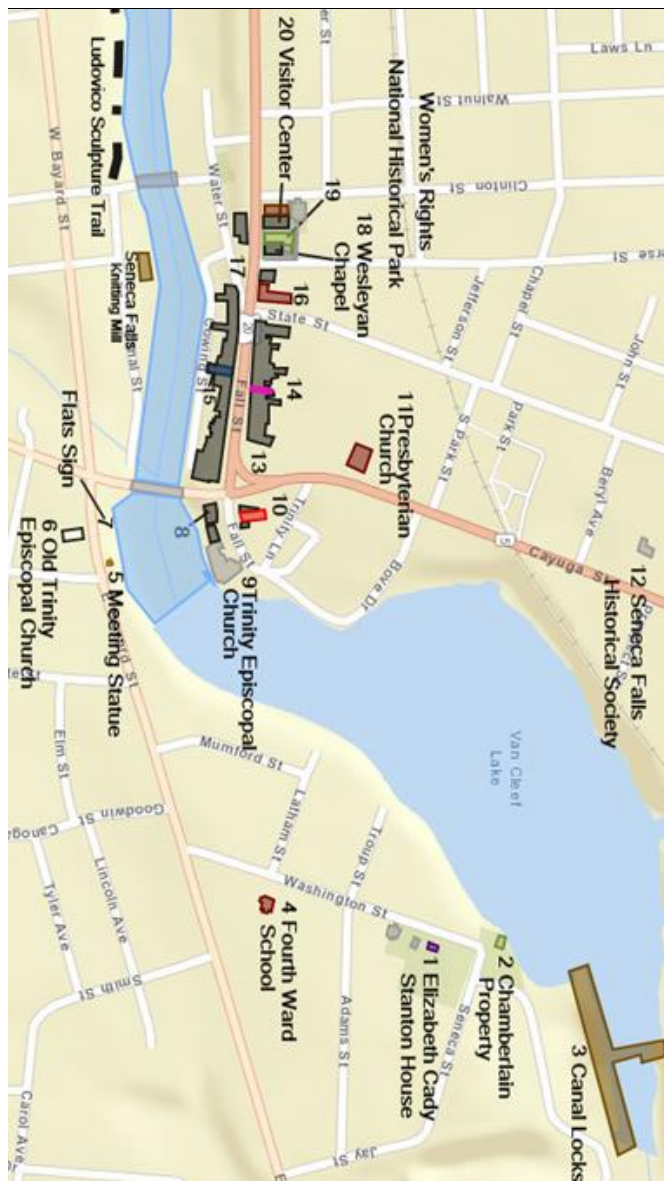 Laws Ln
Walnut St
Clinton St
W Bayard St
Water St
Ludovico Sculpture Trail
Women's Rights
National Historical Park
20 Visitor Center
19
18 Wesleyan
Chapel
17
16
State St
20
Seneca Falls
Knitting Mill
Cowing St
15
14
Fall St
13
Jefferson St
Chapel St
John St
Park St
S Park St
Beryl Ave
11Presbyterian
Church
5
Cayuga St
10
Trinity Ln
Fall St
Boye Dr
8
9Trinity Episcopal
Church
Flats Sign
7
6 Old Trinity
Episcopal Church
5 Meeting Statue
12 Seneca Falls
Historical Society
Van Cleef
Lake
Mumford St
Latham St
Troup St
Washington St
Elm St
Goodwin St
Lincoln Ave
Tyler Ave
Smith St
Carol Ave
4 Fourth Ward
School
Adams St
Jay St
Seneca St
1 Elizabeth Cady
Stanton House
2 Chamberlain
Property
3 Canal Locks